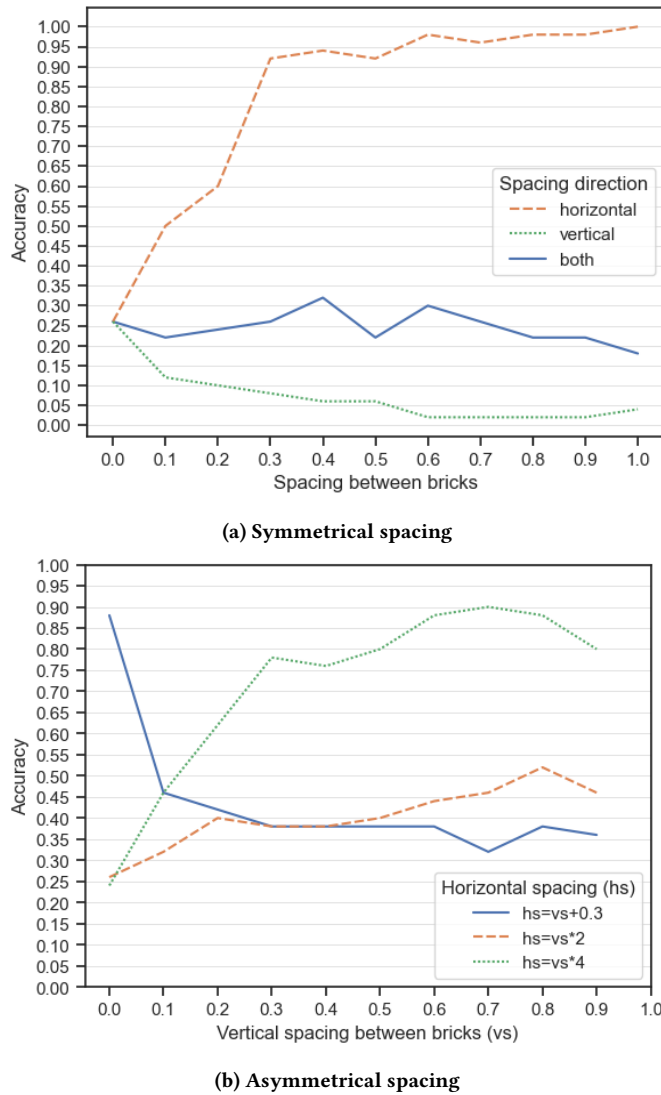 1.00
0.95
0.90
0.85
0.80
0.75
0.70
0.65
0.60
0.55
0.50
0.45
0.40
0.35
0.30
0.25
0.20
0.15
0.10
0.05
0.00
Accuracy
Spacing direction
horizontal
vertical
both
0.0 0.1 0.2 0.3 0.4 0.5 0.6 0.7 0.8 0.9 1.0
Spacing between bricks
(a) Symmetrical spacing
1.00
0.95
0.90
0.85
0.80
0.75
0.70
0.65
0.60
0.55
0.50
0.45
0.40
0.35
0.30
0.25
0.20
0.15
0.10
0.05
0.00
Accuracy
Horizontal spacing (hs)
hs=vs+0.3
hs=vs*2
hs=vs*4
0.0 0.1 0.2 0.3 0.4 0.5 0.6 0.7 0.8 0.9 1.0
Vertical spacing between bricks (vs)
(b) Asymmetrical spacing